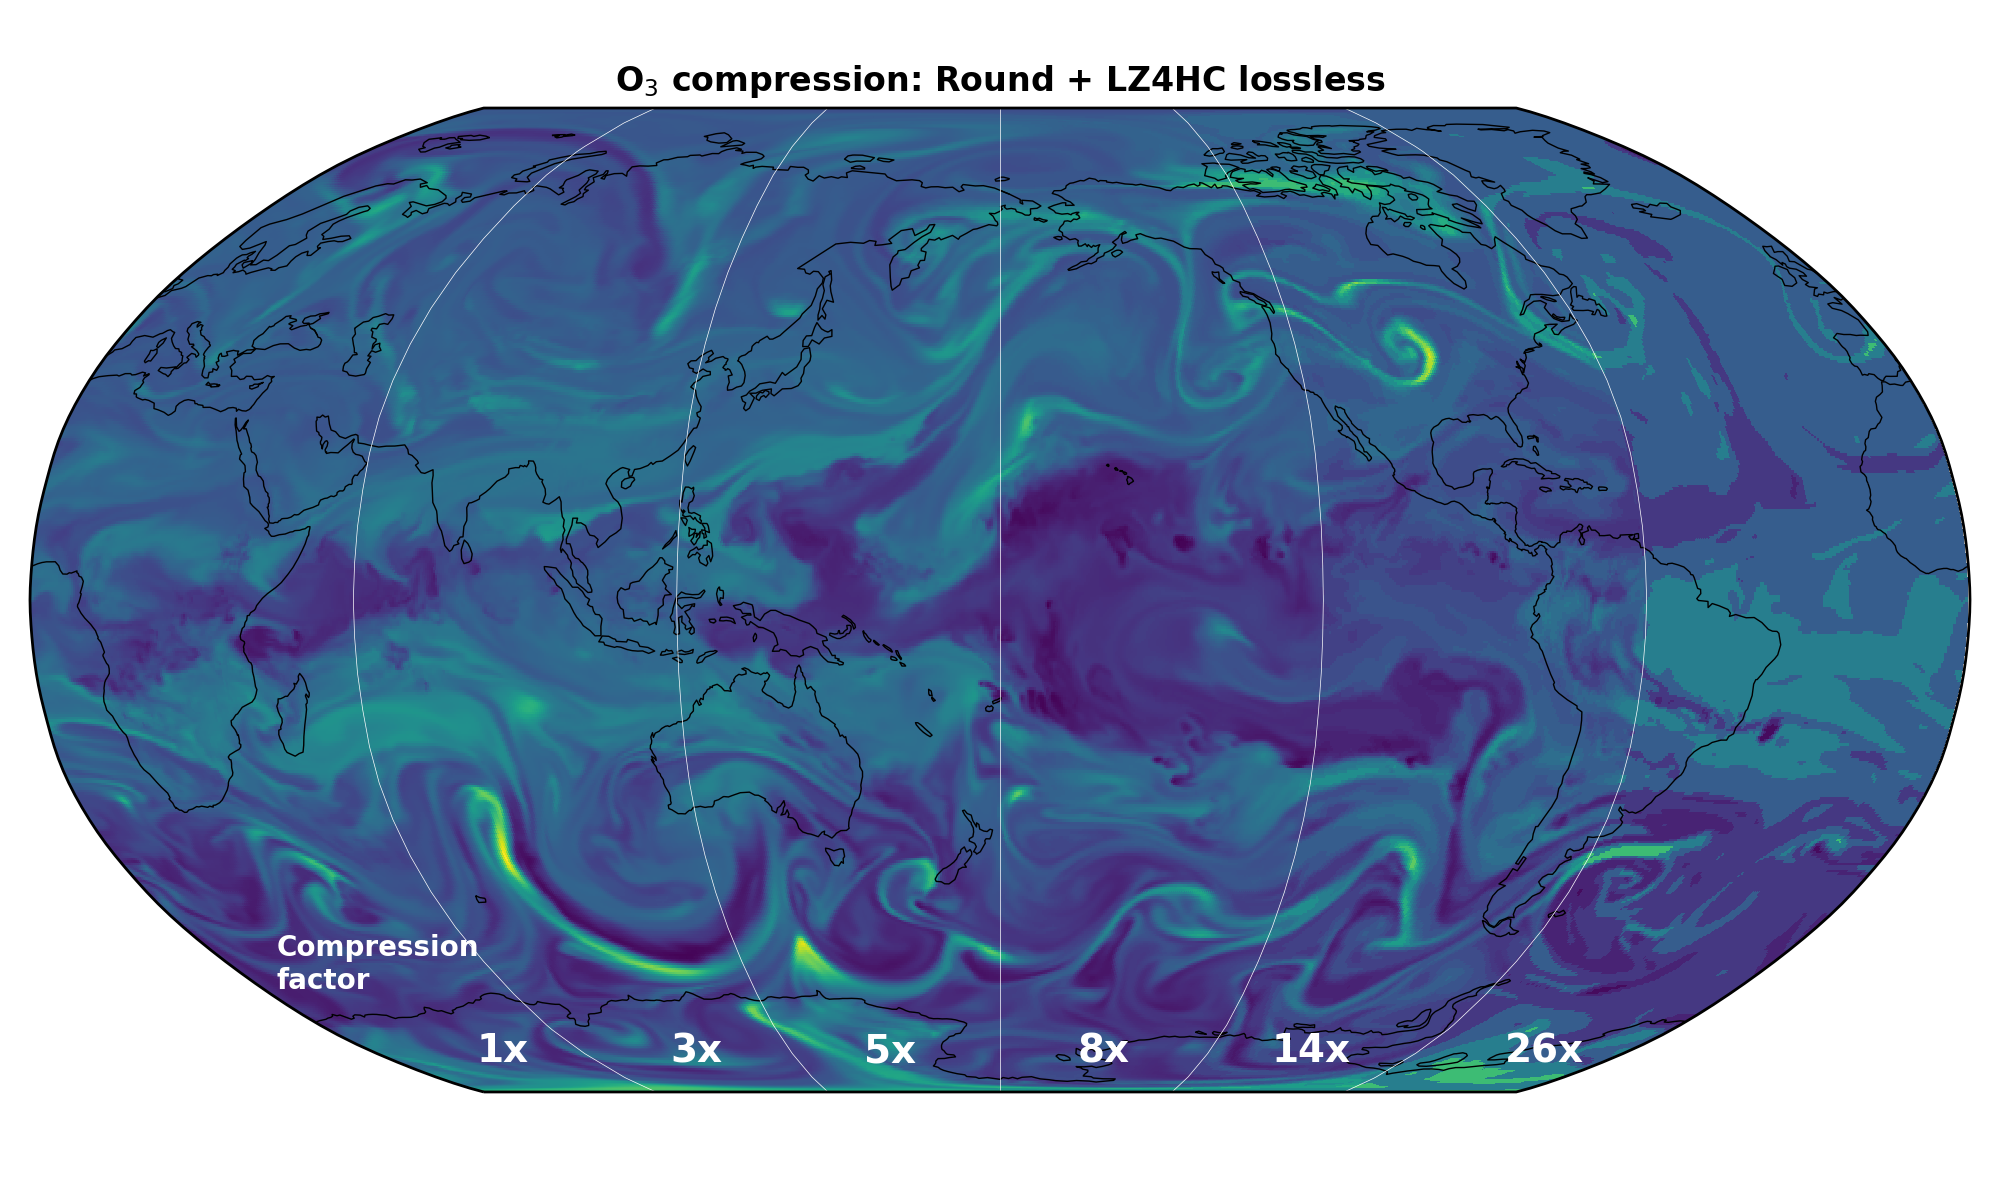 O₃ compression: Round + LZ4HC lossless
Compression
factor
1x 3x 5x 8x 14x 26x